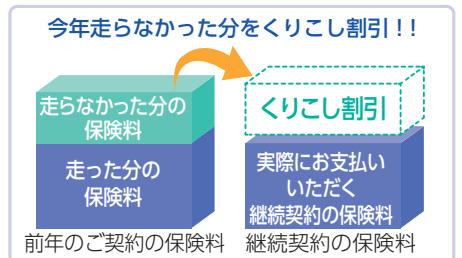 今年走らなかった分をくりこし割引！！
走らなかった分の
保険料
走った分の
保険料
前年のご契約の保険料
くりこし割引
実際にお支払い
いただく
継続契約の保険料
継続契約の保険料